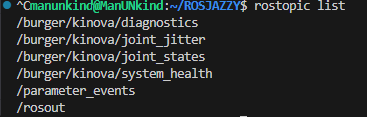 ^Cmanunkind@ManUNkind:~/ROSJAZZY$ rostopic list
/burger/kinova/diagnostics
/burger/kinova/joint_jitter
/burger/kinova/joint_states
/burger/kinova/system_health
/parameter_events
/rosout